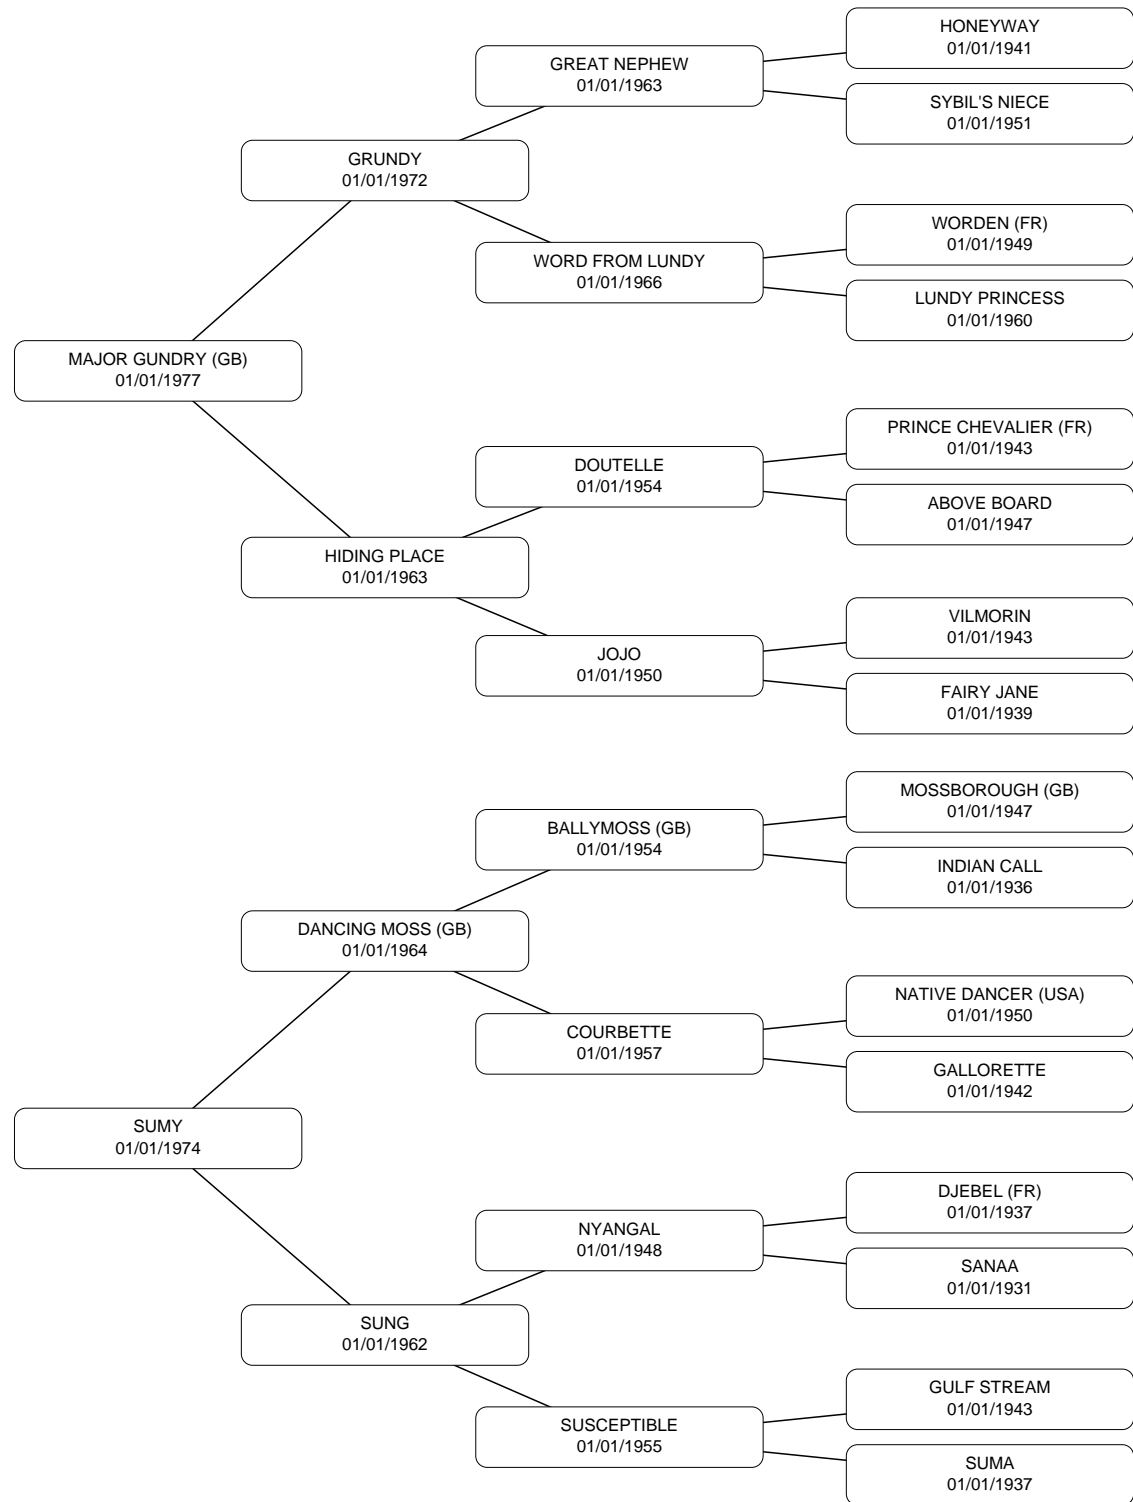 HONEYWAY
01/01/1941
GREAT NEPHEW
01/01/1963
SYBIL'S NIECE
01/01/1951
GRUNDY
01/01/1972
WORDEN (FR)
01/01/1949
WORD FROM LUNDY
01/01/1966
LUNDY PRINCESS
01/01/1960
MAJOR GUNDRY (GB)
01/01/1977
PRINCE CHEVALIER (FR)
01/01/1943
DOUTELLE
01/01/1954
ABOVE BOARD
01/01/1947
HIDING PLACE
01/01/1963
VILMORIN
01/01/1943
JOJO
01/01/1950
FAIRY JANE
01/01/1939
MOSSBOROUGH (GB)
01/01/1947
BALLYMOSS (GB)
01/01/1954
INDIAN CALL
01/01/1936
DANCING MOSS (GB)
01/01/1964
NATIVE DANCER (USA)
01/01/1950
COURBETTE
01/01/1957
GALLORETTE
01/01/1942
SUMY
01/01/1974
DJEBEL (FR)
01/01/1937
NYANGAL
01/01/1948
SANAA
01/01/1931
SUNG
01/01/1962
GULF STREAM
01/01/1943
SUSCEPTIBLE
01/01/1955
SUMA
01/01/1937